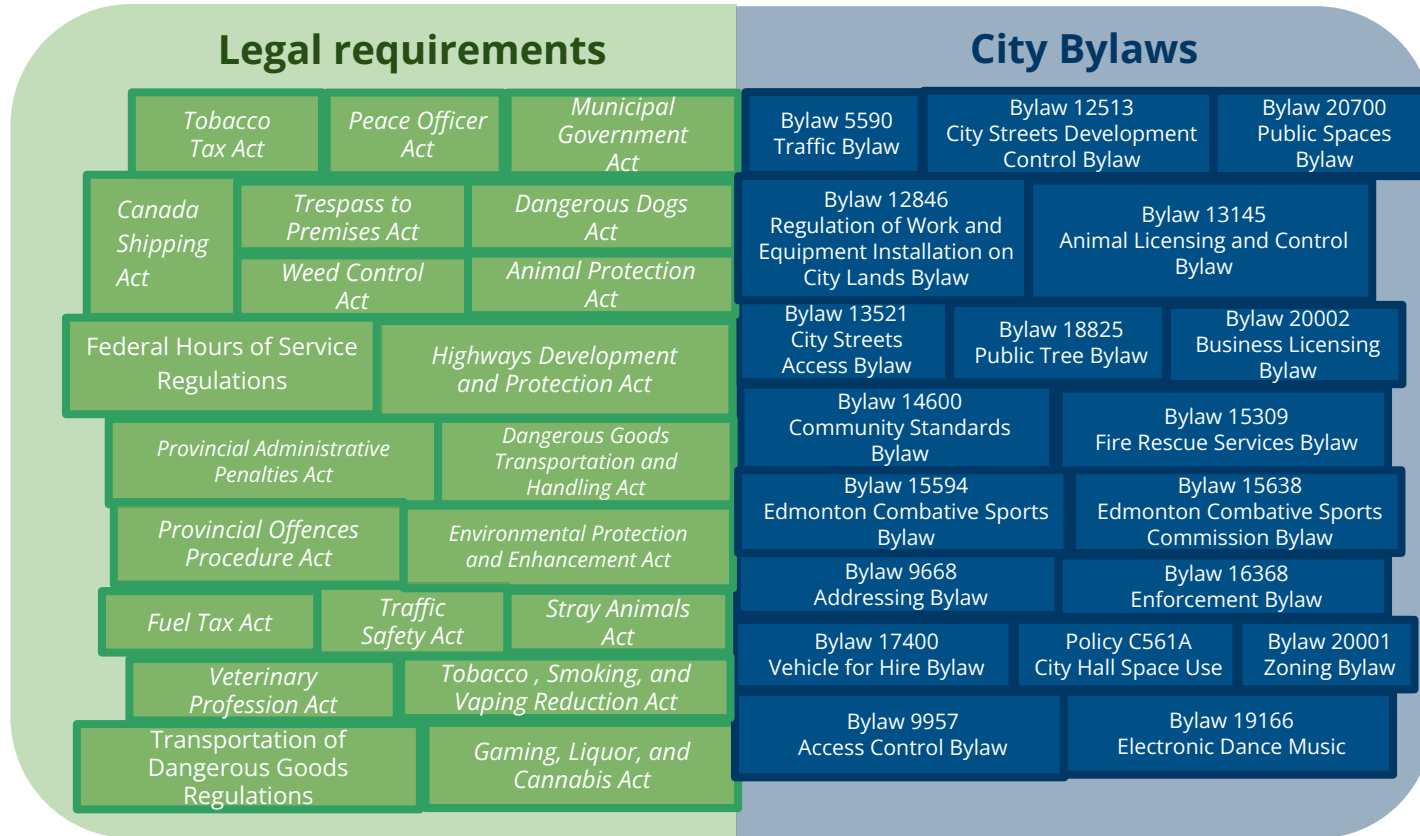 Legal requirements
Tobacco
Tax Act
Peace Officer
Act
Municipal
Government
Act
Canada
Shipping
Act
Trespass to
Premises Act
Dangerous Dogs
Act
Weed Control
Act
Animal Protection
Act
Federal Hours of Service
Regulations
Highways Development
and Protection Act
Provincial Administrative
Penalties Act
Dangerous Goods
Transportation and
Handling Act
Provincial Offences
Procedure Act
Environmental Protection
and Enhancement Act
Fuel Tax Act
Traffic
Safety Act
Stray Animals
Act
Veterinary
Profession Act
Tobacco , Smoking, and
Vaping Reduction Act
Transportation of
Dangerous Goods
Regulations
Gaming, Liquor, and
Cannabis Act
City Bylaws
Bylaw 5590
Traffic Bylaw
Bylaw 12513
City Streets Development
Control Bylaw
Bylaw 20700
Public Spaces
Bylaw
Bylaw 12846
Regulation of Work and
Equipment Installation on
City Lands Bylaw
Bylaw 13145
Animal Licensing and Control
Bylaw
Bylaw 13521
City Streets
Access Bylaw
Bylaw 18825
Public Tree Bylaw
Bylaw 20002
Business Licensing
Bylaw
Bylaw 14600
Community Standards
Bylaw
Bylaw 15309
Fire Rescue Services Bylaw
Bylaw 15594
Edmonton Combative Sports
Bylaw
Bylaw 15638
Edmonton Combative Sports
Commission Bylaw
Bylaw 9668
Addressing Bylaw
Bylaw 16368
Enforcement Bylaw
Bylaw 17400
Vehicle for Hire Bylaw
Policy C561A
City Hall Space Use
Bylaw 20001
Zoning Bylaw
Bylaw 9957
Access Control Bylaw
Bylaw 19166
Electronic Dance Music